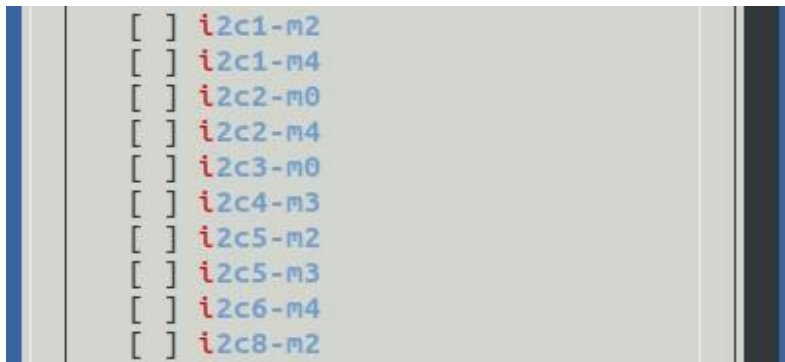 [ ] i2c1-m2
[ ] i2c1-m4
[ ] i2c2-m0
[ ] i2c2-m4
[ ] i2c3-m0
[ ] i2c4-m3
[ ] i2c5-m2
[ ] i2c5-m3
[ ] i2c6-m4
[ ] i2c8-m2